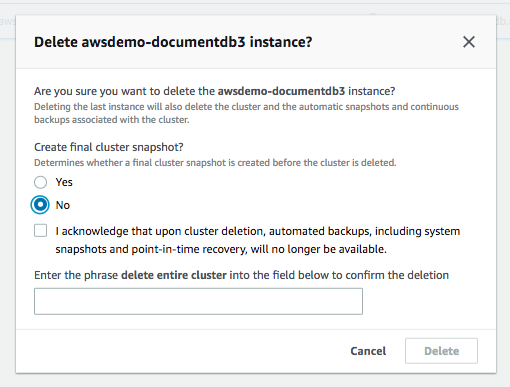 Delete awsdemo-documentdb3 instance?
Are you sure you want to delete the awsdemo-documentdb3 instance?
Deleting the last instance will also delete the cluster and the automatic snapshots and continuous
backups associated with the cluster.
Create final cluster snapshot?
Determines whether a final cluster snapshot is created before the cluster is deleted.
Yes
No
I acknowledge that upon cluster deletion, automated backups, including system
snapshots and point-in-time recovery, will no longer be available.
Enter the phrase delete entire cluster into the field below to confirm the deletion
Cancel
Delete